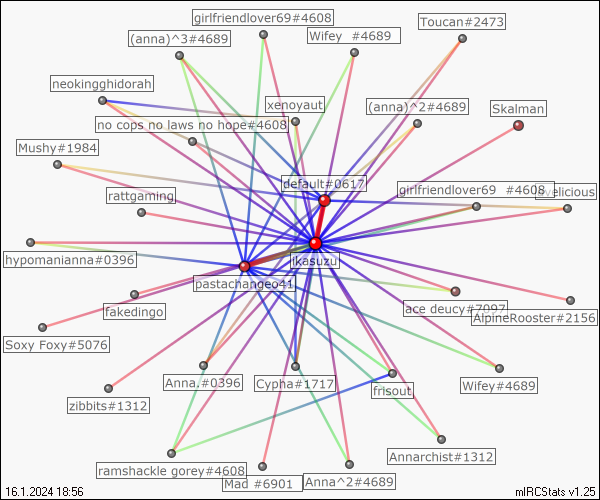 girlfriendlover69#4608
Toucan#2473
(anna)^3#4689
Wifey #4689
neokingghidorah
xenoyaut
(anna)^2#4689
Skalman
no cops no laws no hope#4608
Mushy#1984
default#0617
girlfriendlover69 #4608
elicious
rattgaming
ikasuzu
hypomanianna#0396
pastachangeo41
fakedingo
ace deucy#7097
AlpineRooster#2156
Soxy Foxy#5076
Anna.#0396
Cypha#1717
frisout
Wifey#4689
zibbits#1312
Annarchist#1312
ramshackle gorey#4608
Mad #6901
Anna^2#4689
16.1.2024 18:56
mIRCStats v1.25